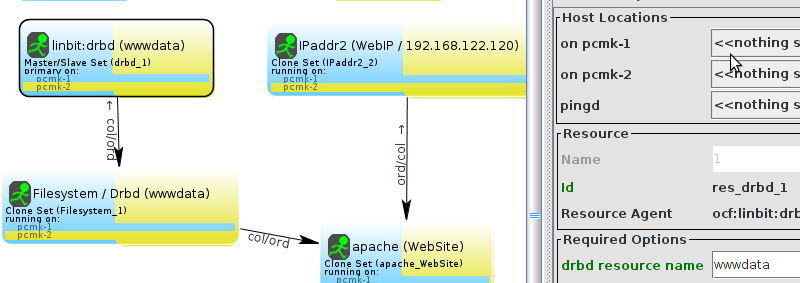 linbit:drbd (wwwdata)
Master/Slave Set (drbd_1)
primary on:
pcmk-1
pcmk-2
IPaddr2 (WebIP / 192.168.122.120)
Clone Set (IPaddr2_2)
running on:
pcmk-1
pcmk-2
← col/ord
ord/col →
Filesystem / Drbd (wwwdata)
Clone Set (Filesystem_1)
running on:
pcmk-1
pcmk-2
col/ord
apache (WebSite)
Clone Set (apache_WebSite)
running on:
pcmk-1
Host Locations
on pcmk-1 <<nothing s
on pcmk-2 <<nothing s
pingd <<nothing s
Resource
Name 1
Id res_drbd_1
Resource Agent ocf:linbit:drb
Required Options
drbd resource name wwwdata